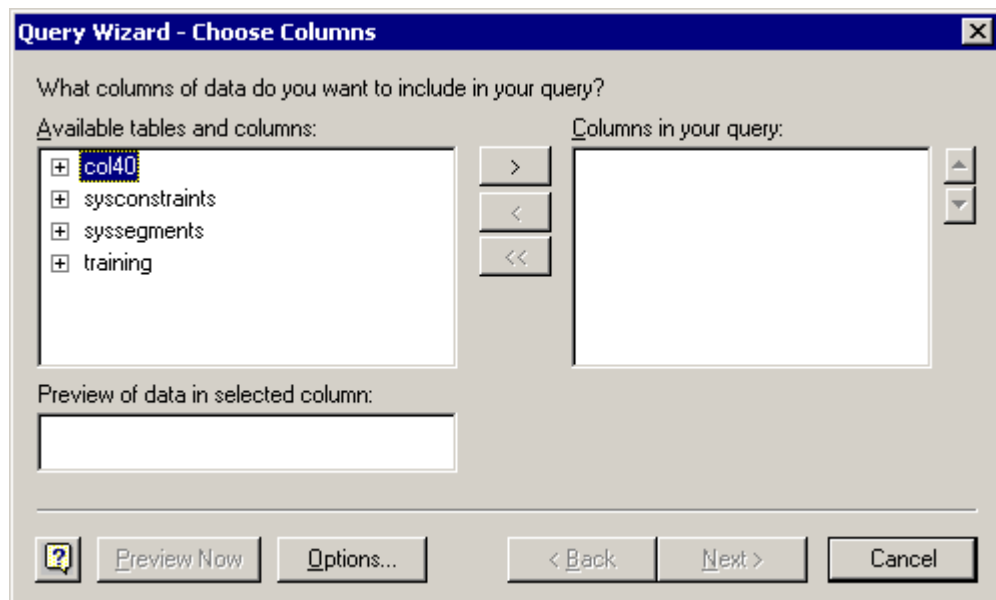 Query Wizard - Choose Columns
What columns of data do you want to include in your query?
Available tables and columns:
Columns in your query:
col40
sysconstraints
syssegments
training
>
<
<<
Preview of data in selected column:
?
Preview Now
Options...
< Back
Next >
Cancel